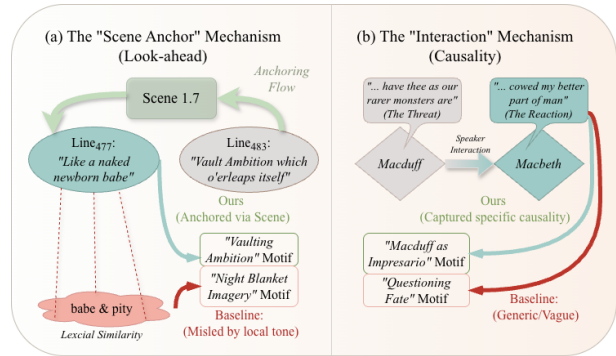 (a) The "Scene Anchor" Mechanism
(Look-ahead)
Anchoring
Flow
Scene 1.7
Line477:
"Like a naked
newborn babe"
Line483:
"Vault Ambition which
o'erleaps itself"
Ours
(Anchored via Scene)
"Vaulting
Ambition" Motif
"Night Blanket
Imagery" Motif
babe & pity
Lexcial Similarity
Baseline:
(Misled by local tone)
(b) The "Interaction" Mechanism
(Causality)
"... have thee as our
rarer monsters are"
(The Threat)
"... cowed my better
part of man"
(The Reaction)
Macduff
Speaker
Interaction
Macbeth
Ours
(Captured specific causality)
"Macduff as
Impresario" Motif
"Questioning
Fate" Motif
Baseline:
(Generic/Vague)